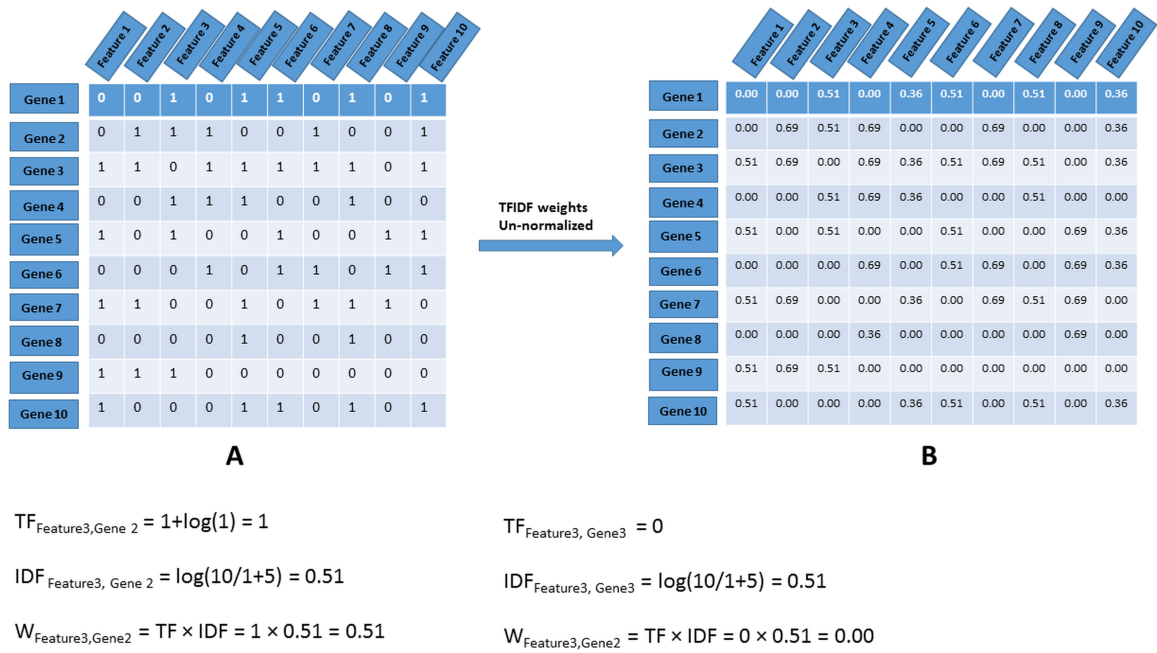 Feature 1 Feature 2 Feature 3 Feature 4 Feature 5 Feature 6 Feature 7 Feature 8 Feature 9 Feature 10
Gene 1 0 0 1 0 1 1 0 1 0 1
Gene 2 0 1 1 1 0 0 1 0 0 1
Gene 3 1 1 0 1 1 1 1 1 0 1
Gene 4 0 0 1 1 1 0 0 1 0 0
Gene 5 1 0 1 0 0 1 0 0 1 1
Gene 6 0 0 0 1 0 1 1 0 1 1
Gene 7 1 1 0 0 1 0 1 1 1 0
Gene 8 0 0 0 0 1 0 0 1 0 0
Gene 9 1 1 1 0 0 0 0 0 0 0
Gene 10 1 0 0 0 1 1 0 1 0 1
A
TFIDF weights
Un-normalized
Feature 1 Feature 2 Feature 3 Feature 4 Feature 5 Feature 6 Feature 7 Feature 8 Feature 9 Feature 10
Gene 1 0.00 0.00 0.51 0.00 0.36 0.51 0.00 0.51 0.00 0.36
Gene 2 0.00 0.69 0.51 0.69 0.00 0.00 0.69 0.00 0.00 0.36
Gene 3 0.51 0.69 0.00 0.69 0.36 0.51 0.69 0.51 0.00 0.36
Gene 4 0.00 0.00 0.51 0.69 0.36 0.00 0.00 0.51 0.00 0.00
Gene 5 0.51 0.00 0.51 0.00 0.00 0.51 0.00 0.00 0.69 0.36
Gene 6 0.00 0.00 0.00 0.69 0.00 0.51 0.69 0.00 0.69 0.36
Gene 7 0.51 0.69 0.00 0.00 0.36 0.00 0.69 0.51 0.69 0.00
Gene 8 0.00 0.00 0.00 0.36 0.00 0.00 0.00 0.00 0.69 0.00
Gene 9 0.51 0.69 0.51 0.00 0.00 0.00 0.00 0.00 0.00 0.00
Gene 10 0.51 0.00 0.00 0.00 0.36 0.51 0.00 0.51 0.00 0.36
B
TF Feature3,Gene 2 = 1+log(1) = 1
IDF Feature3, Gene 2 = log(10/1+5) = 0.51
W Feature3,Gene2 = TF × IDF = 1 × 0.51 = 0.51
TF Feature3, Gene3 = 0
IDF Feature3, Gene3 = log(10/1+5) = 0.51
W Feature3,Gene2 = TF × IDF = 0 × 0.51 = 0.00